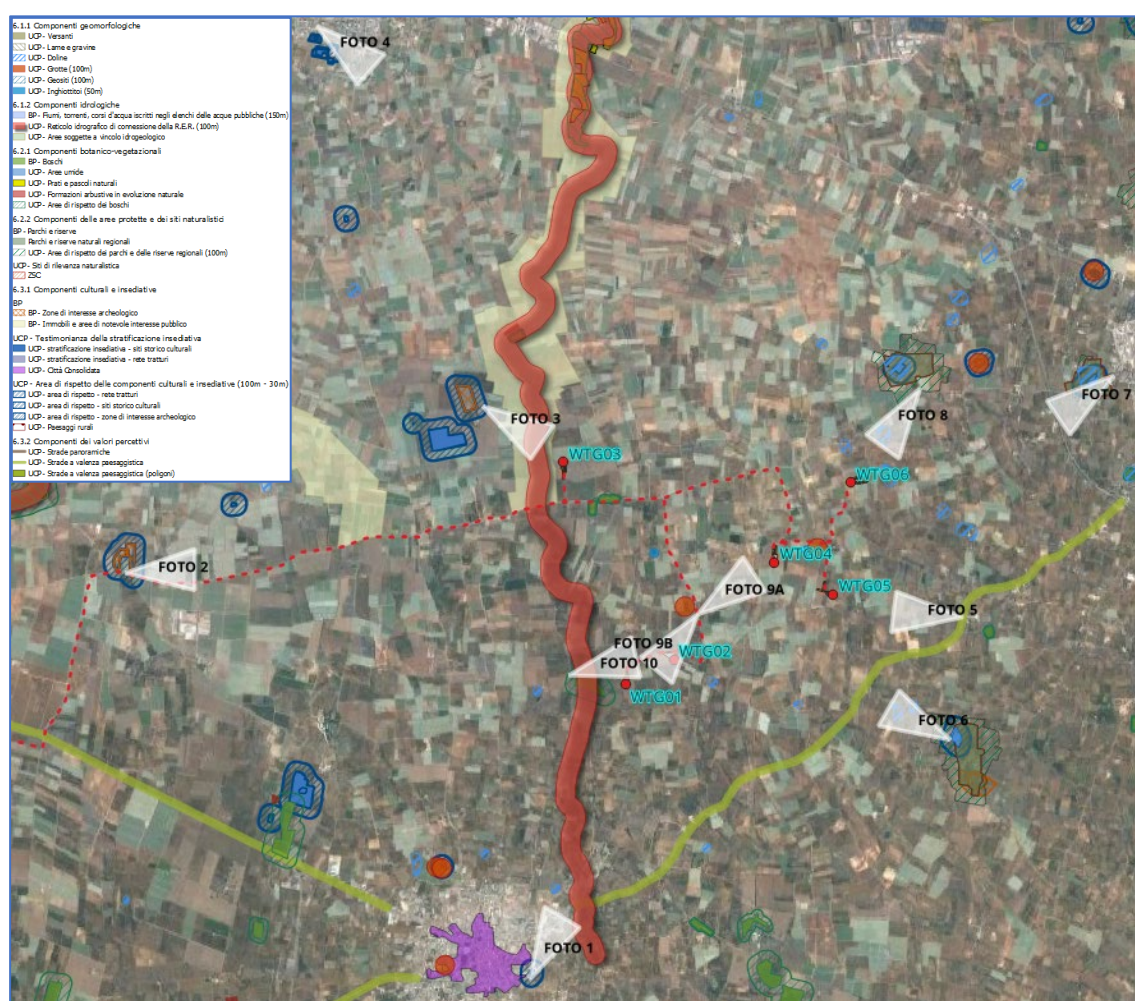 6.1.1 Componenti geomorfologiche
UCP - Versanti
UCP - Lame e gravine
UCP - Doline
UCP - Grotte (100m)
UCP - Geositi (100m)
UCP - Inghiottitoi (50m)
6.1.2 Componenti idrologiche
BP - Fiumi, torrenti, corsi d'acqua iscritti negli elenchi delle acque pubbliche (150m)
UCP - Reticolo idrografico di connessione della R.E.R. (100m)
UCP - Aree soggette a vincolo idrogeologico
6.2.1 Componenti botanico-vegetazionali
BP - Boschi
UCP - Aree umide
UCP - Prati e pascoli naturali
UCP - Formazioni arbustive in evoluzione naturale
UCP - Aree di rispetto dei boschi
6.2.2 Componenti delle aree protette e dei siti naturalistici
BP - Parchi e riserve
Parchi e riserve naturali regionali
UCP - Aree di rispetto dei parchi e delle riserve regionali (100m)
UCP - Siti di rilevanza naturalistica
ZSC
6.3.1 Componenti culturali e insediative
BP
BP - Zone di interesse archeologico
BP - Immobili e aree di notevole interesse pubblico
UCP - Testimonianza della stratificazione insediativa
UCP - stratificazione insediativa - siti storico culturali
UCP - stratificazione insediativa - rete tratturi
UCP - Città Consolidata
UCP - Area di rispetto delle componenti culturali e insediative (100m - 30m)
UCP - area di rispetto - rete tratturi
UCP - area di rispetto - siti storico culturali
UCP - area di rispetto - zone di interesse archeologico
UCP - Paesaggi rurali
6.3.2 Componenti dei valori percettivi
UCP - Strade panoramiche
UCP - Strade a valenza paesaggistica
UCP - Strade a valenza paesaggistica (poligoni)
FOTO 4
FOTO 7
FOTO 8
FOTO 3
WTG03
WTG06
WTG04
FOTO 2
WTG05
FOTO 9A
FOTO 5
FOTO 9B
WTG02
FOTO 10
WTG01
FOTO 6
FOTO 1